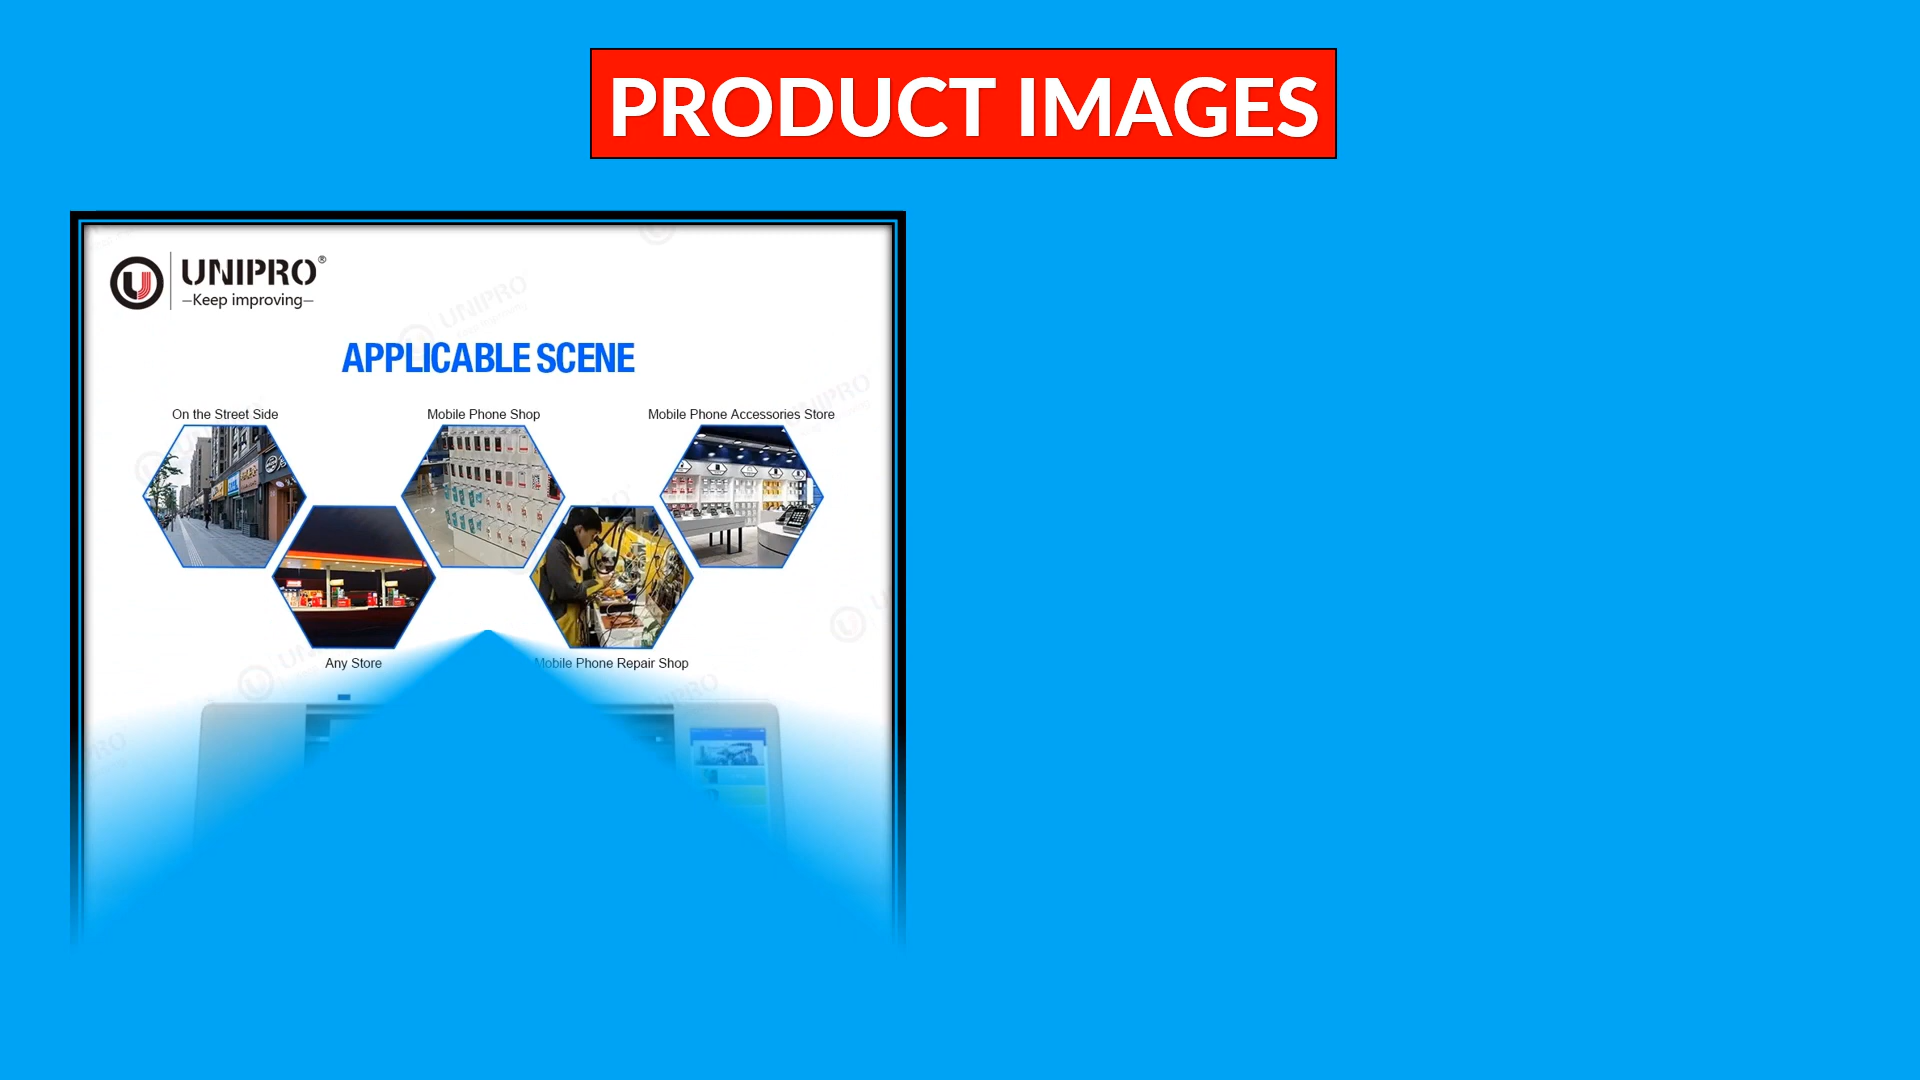 PRODUCT IMAGES
UNIPRO®
–Keep improving–
APPLICABLE SCENE
On the Street Side
Mobile Phone Shop
Mobile Phone Accessories Store
Any Store
Mobile Phone Repair Shop